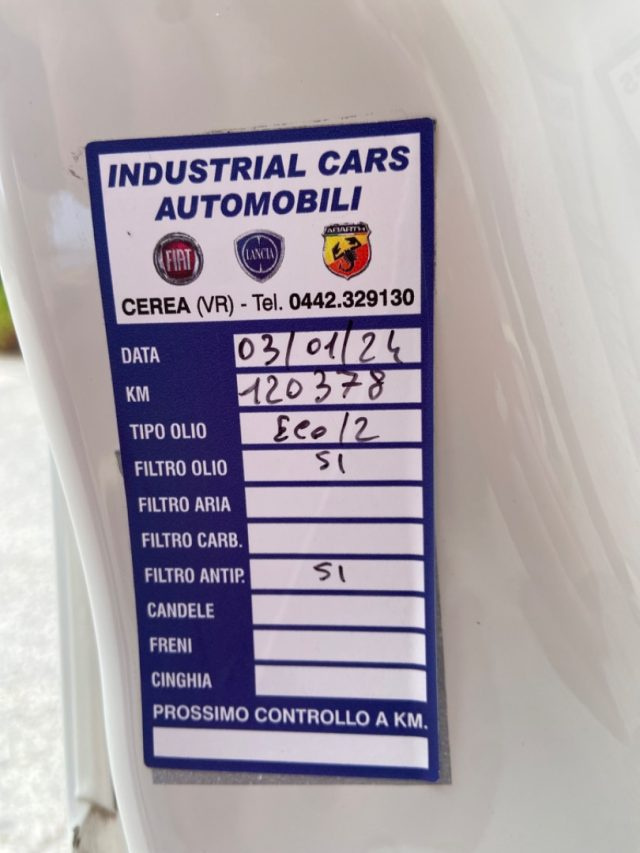 INDUSTRIAL CARS
AUTOMOBILI
FIAT LANCIA ABARTH
CEREA (VR) - Tel. 0442.329130
DATA 03/01/24
KM 120378
TIPO OLIO Eco/2
FILTRO OLIO SI
FILTRO ARIA
FILTRO CARB.
FILTRO ANTIP. SI
CANDELE
FRENI
CINGHIA
PROSSIMO CONTROLLO A KM.